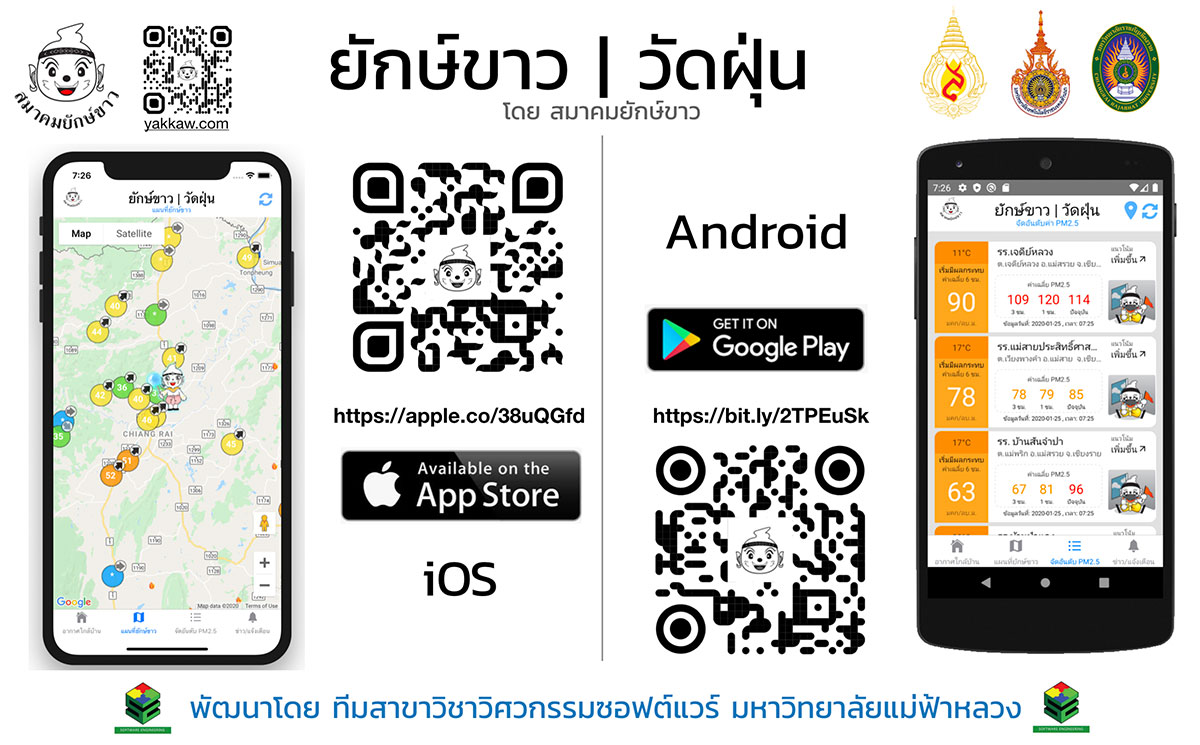 สมาคมยักษ์ขาว
yakkaw.com
ยักษ์ขาว | วัดฝุ่น
โดย สมาคมยักษ์ขาว
7:26
ยักษ์ขาว | วัดฝุ่น
แผนที่ยักษ์ขาว
Map Satellite
49
40
44
41
36
42
40
46
45
35
CHIANG RAI
51
52
Google
Map data ©2020 Terms of Use
อากาศใกล้บ้าน แผนที่ยักษ์ขาว จัดอันดับ PM2.5 ข่าว/แจ้งเตือน
https://apple.co/38uQGfd
Available on the
App Store
iOS
Android
GET IT ON
Google Play
https://bit.ly/2TPEuSk
7:26
ยักษ์ขาว | วัดฝุ่น
จัดอันดับค่า PM2.5
11°C
เริ่มมีผลกระทบ
ค่าเฉลี่ย 6 ชม.
90
มคก/ลบ.ม.
รร.เจดีย์หลวง
ต.เจดีย์หลวง อ.แม่สรวย จ.เชีย...
ค่าเฉลี่ย PM2.5
109 120 114
3 ชม. 1 ชม. ปัจจุบัน
ข้อมูลวันที่: 2020-01-25, เวลา: 07:25
แนวโน้ม
เพิ่มขึ้น
17°C
เริ่มมีผลกระทบ
ค่าเฉลี่ย 6 ชม.
78
มคก/ลบ.ม.
รร.แม่สายประสิทธิ์ศาส...
ต.เวียงพางคำ อ.แม่สาย จ.เชีย...
ค่าเฉลี่ย PM2.5
78 79 85
3 ชม. 1 ชม. ปัจจุบัน
ข้อมูลวันที่: 2020-01-25, เวลา: 07:25
แนวโน้ม
เพิ่มขึ้น
17°C
เริ่มมีผลกระทบ
ค่าเฉลี่ย 6 ชม.
63
มคก/ลบ.ม.
รร. บ้านสันจำปา
ต.แม่พริก อ.แม่สรวย จ.เชียงราย
ค่าเฉลี่ย PM2.5
67 81 96
3 ชม. 1 ชม. ปัจจุบัน
ข้อมูลวันที่: 2020-01-25, เวลา: 07:25
แนวโน้ม
เพิ่มขึ้น
อากาศใกล้บ้าน แผนที่ยักษ์ขาว จัดอันดับ PM2.5 ข่าว/แจ้งเตือน
SOFTWARE ENGINEERING
พัฒนาโดย ทีมสาขาวิชาวิศวกรรมซอฟต์แวร์ มหาวิทยาลัยแม่ฟ้าหลวง
SOFTWARE ENGINEERING